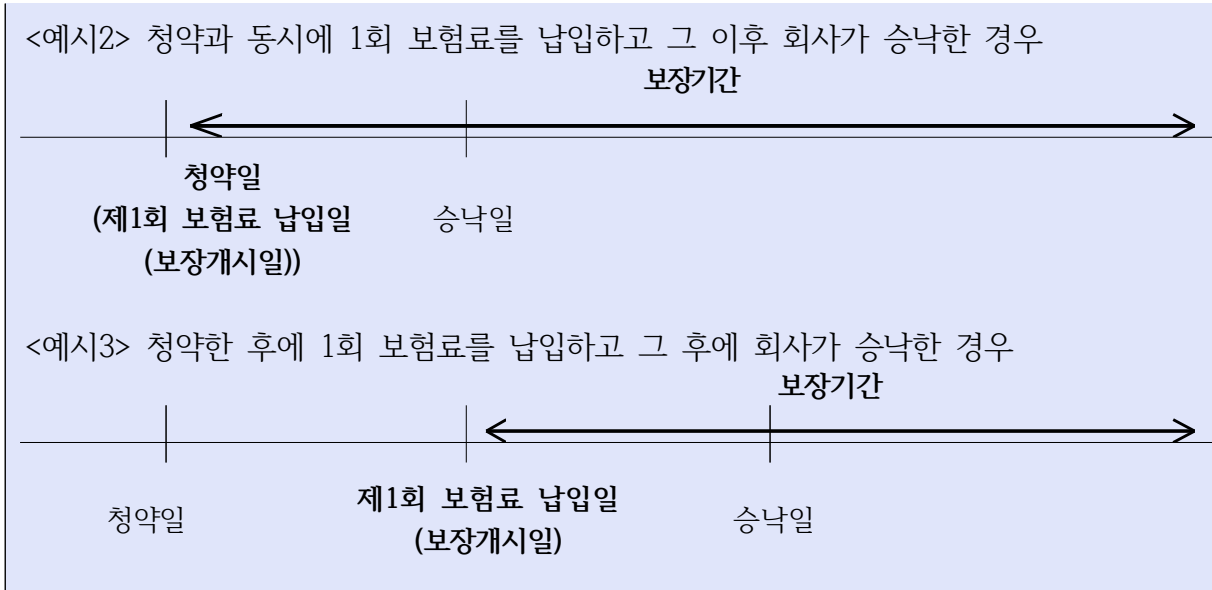 <예시2> 청약과 동시에 1회 보험료를 납입하고 그 이후 회사가 승낙한 경우
보장기간
청약일
(제1회 보험료 납입일 승낙일
(보장개시일))
<예시3> 청약한 후에 1회 보험료를 납입하고 그 후에 회사가 승낙한 경우
보장기간
청약일 제1회 보험료 납입일 승낙일
(보장개시일)